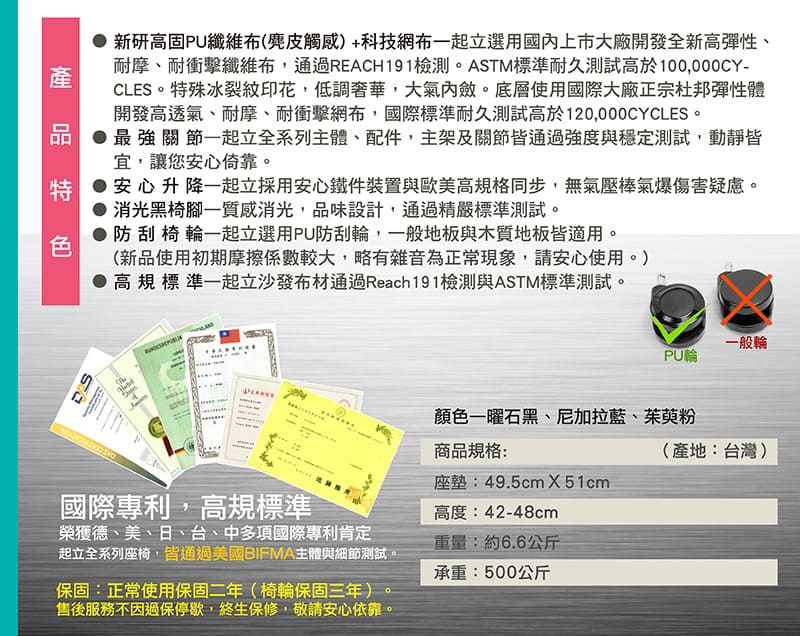 產品特色
● 新研高固PU纖維布(麂皮觸感) +科技網布—起立選用國內上市大廠開發全新高彈性、
耐摩、耐衝擊纖維布，通過REACH191檢測。ASTM標準耐久測試高於100,000CY-
CLES。特殊冰裂紋印花，低調奢華，大氣內斂。底層使用國際大廠正宗杜邦彈性體
開發高透氣、耐摩、耐衝擊網布，國際標準耐久測試高於120,000CYCLES。
● 最 強 關 節—起立全系列主體、配件，主架及關節皆通過強度與穩定測試，動靜皆
宜，讓您安心倚靠。
● 安 心 升 降—起立採用安心鐵件裝置與歐美高規格同步，無氣壓棒氣爆傷害疑慮。
● 消光黑椅腳—質感消光，品味設計，通過精嚴標準測試。
● 防 刮 椅 輪—起立選用PU防刮輪，一般地板與木質地板皆適用。
(新品使用初期摩擦係數較大，略有雜音為正常現象，請安心使用。)
● 高 規 標 準—起立沙發布材通過Reach191檢測與ASTM標準測試。
PU輪
一般輪
BUNDESREPUBLIK
DAS
The
United
States
of
America
DAS CERTIFICATION
國際專利，高規標準
榮獲德、美、日、台、中多項國際專利肯定
起立全系列座椅，皆通過美國BIFMA主體與細節測試。
保固：正常使用保固二年（椅輪保固三年）。
售後服務不因過保停歇，終生保修，敬請安心依靠。
顏色—曜石黑、尼加拉藍、茱萸粉
商品規格: （產地：台灣）
座墊：49.5cm X 51cm
高度：42-48cm
重量：約6.6公斤
承重：500公斤